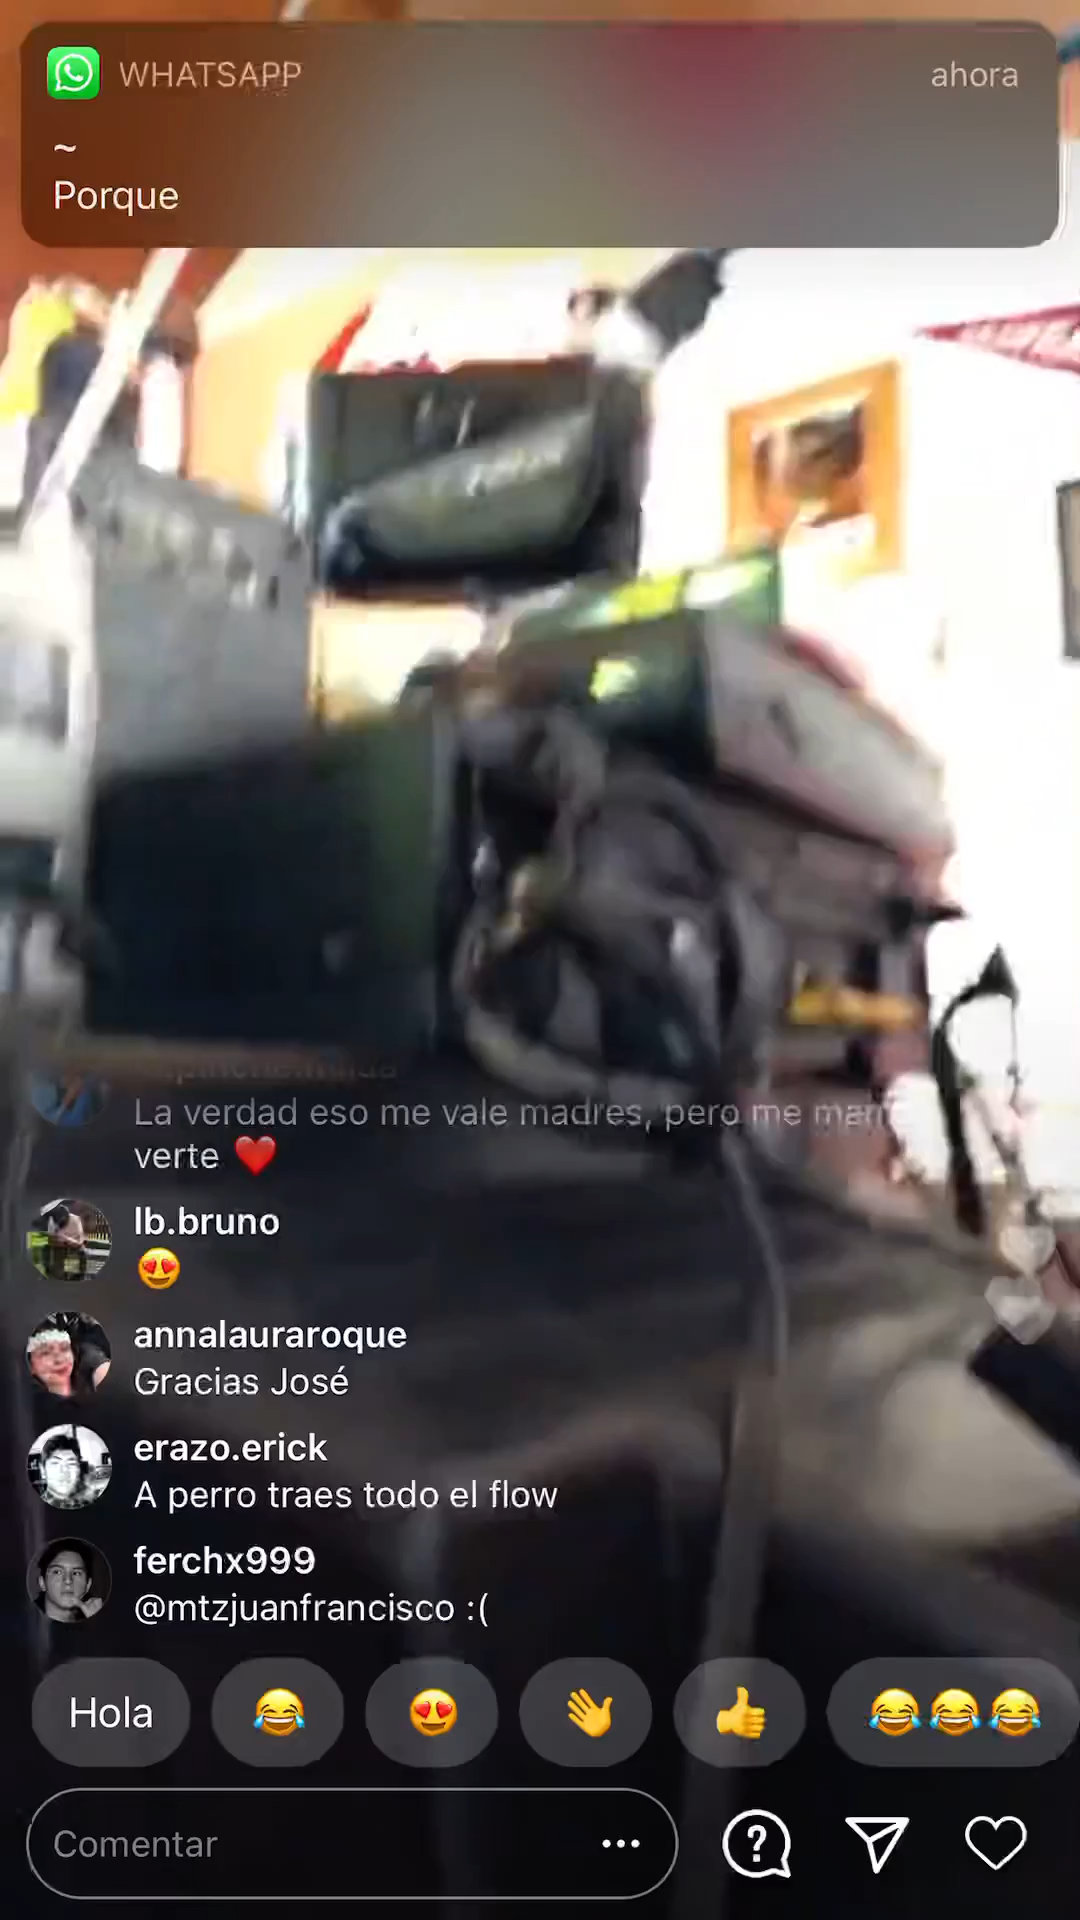 WHATSAPP
ahora
~
Porque
La verdad eso me vale madres, pero me
verte ❤️
lb.bruno
😍
annalauraroque
Gracias José
erazo.erick
A perro traes todo el flow
ferchx999
@mtzjuanfrancisco :(
Hola 😂 😍 👋 👍 😂😂😂
Comentar